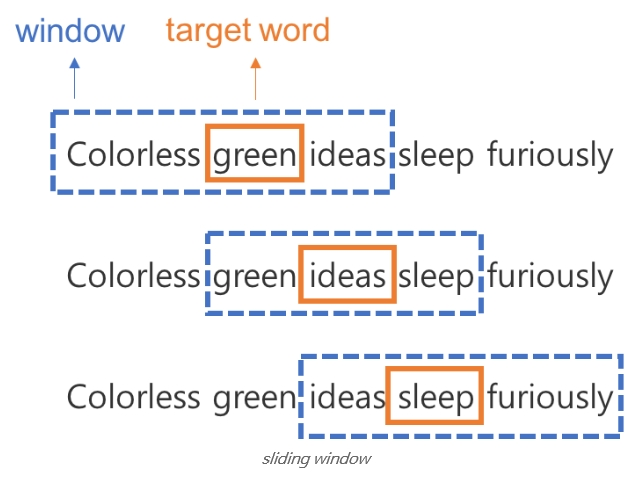 window target word
Colorless green ideas sleep furiously
Colorless green ideas sleep furiously
Colorless green ideas sleep furiously
sliding window